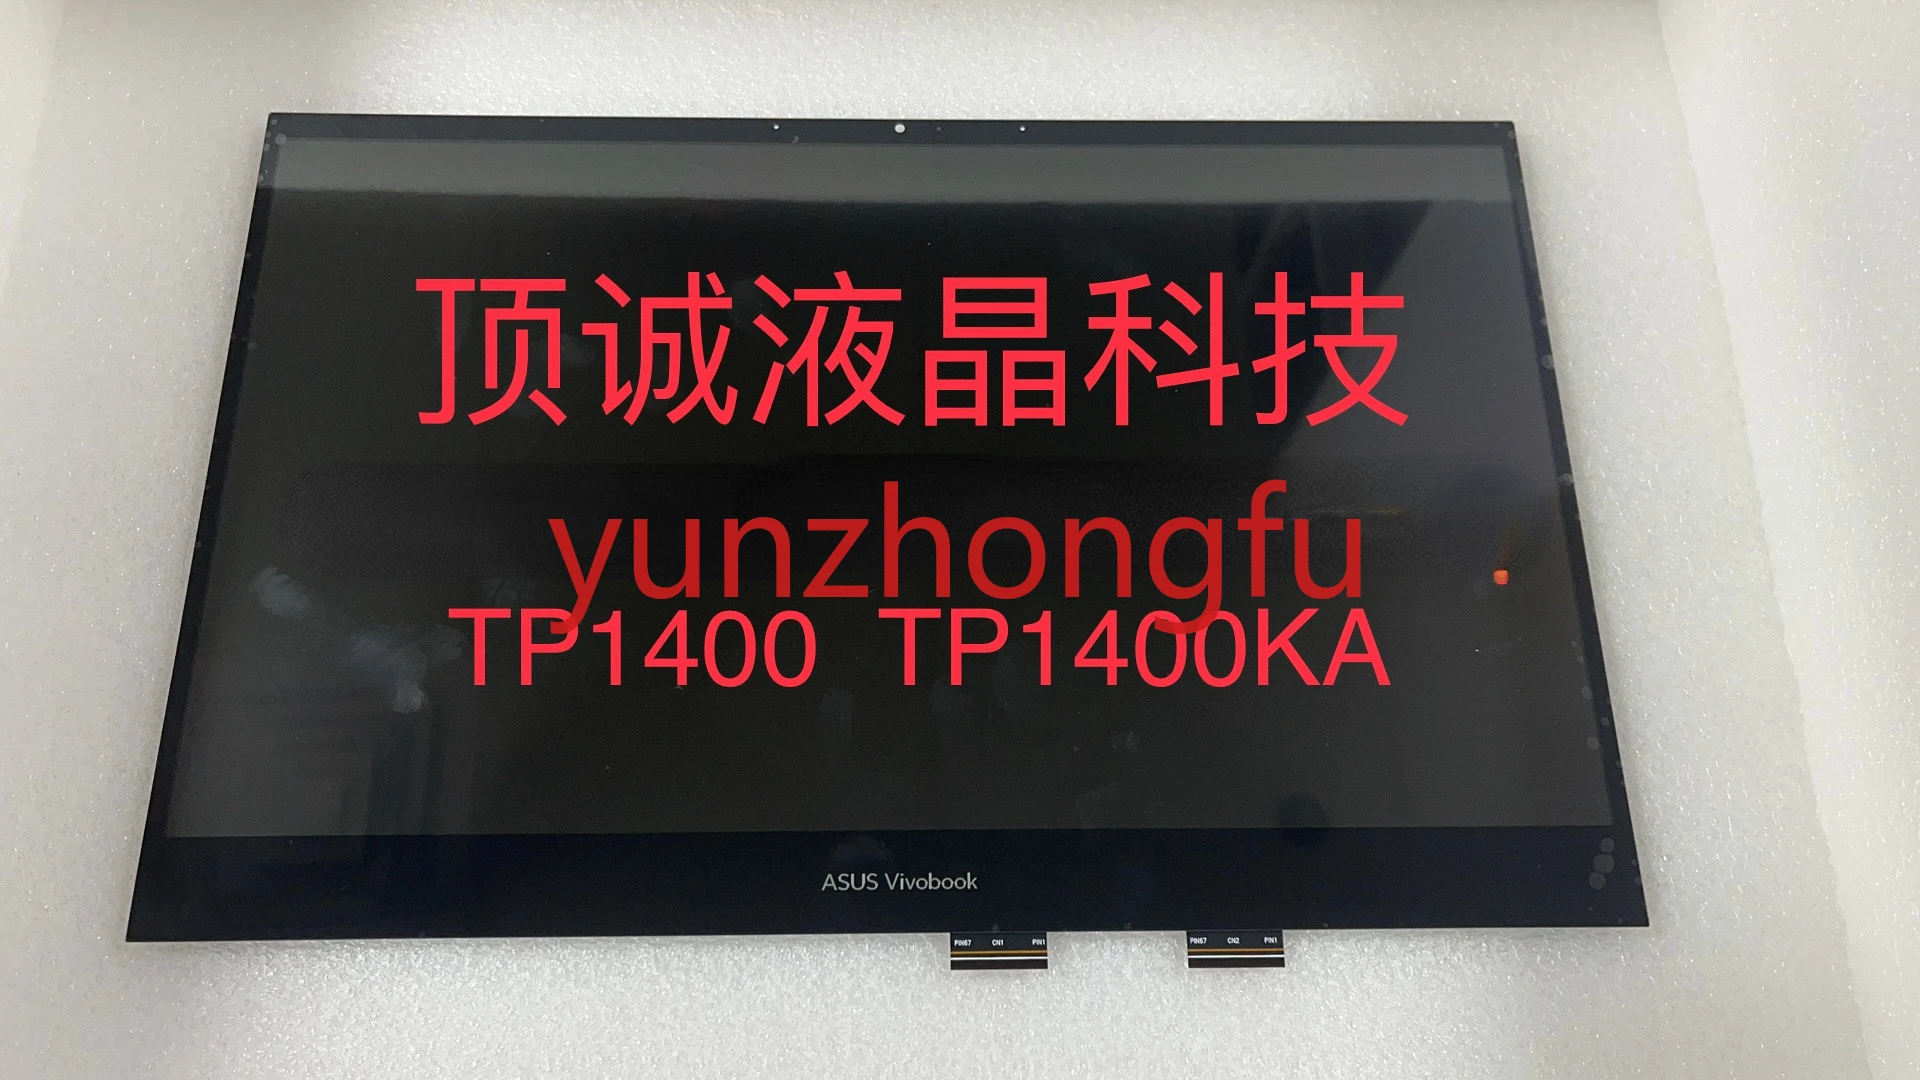 顶诚液晶科技
yunzhongfu
TP1400 TP1400KA
ASUS Vivobook
PIN67 CN1 PIN1
PIN67 CN2 PIN1